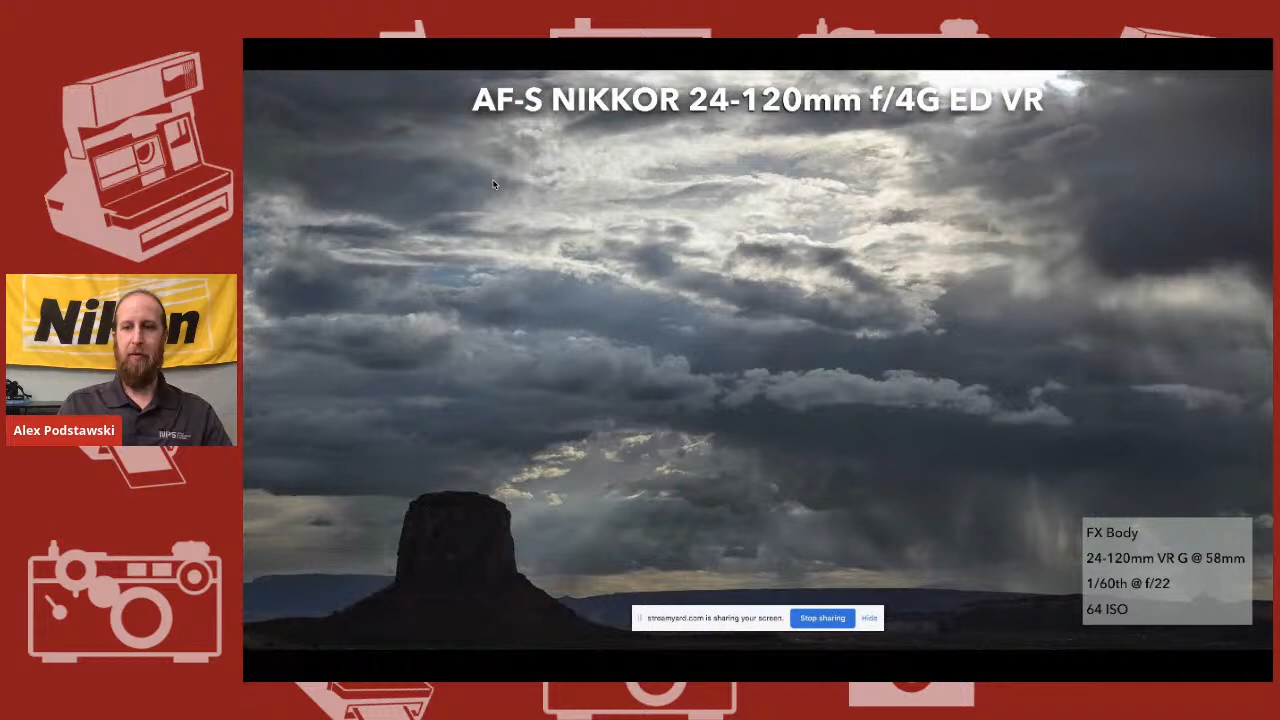 AF-S NIKKOR 24-120mm f/4G ED VR
Nikon
NPS
Alex Podstawski
FX Body
24-120mm VR G @ 58mm
1/60th @ f/22
64 ISO
streamyard.com is sharing your screen.
Stop sharing
Hide